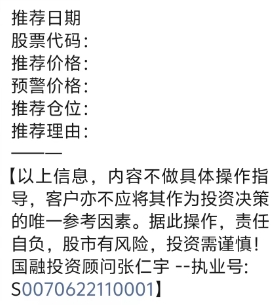 推荐日期
股票代码：
推荐价格：
预警价格：
推荐仓位：
推荐理由：
———
【以上信息，内容不做具体操作指
导，客户亦不应将其作为投资决策
的唯一参考因素。据此操作，责任
自负，股市有风险，投资需谨慎！
国融投资顾问张仁宇 --执业号：
S0070622110001】